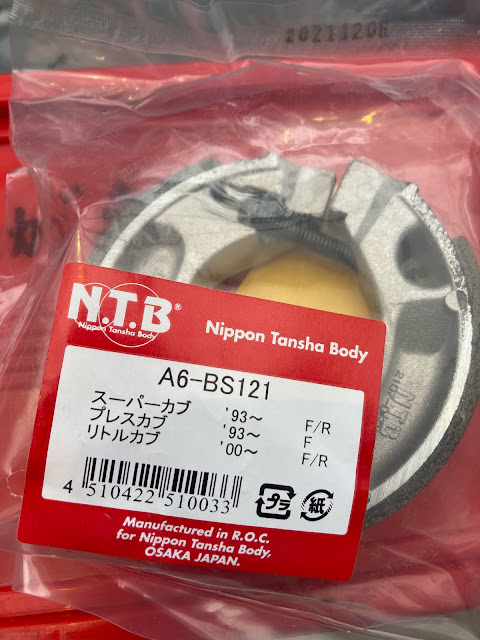 20211206
N.T.B®
Nippon Tansha Body
Nippon Tansha Body
A6-BS121
スーパーカブ '93～ F/R
プレスカブ '93～ F
リトルカブ '00～ F/R
4 510422 510033
プラ 紙
Manufactured in R.O.C.
for Nippon Tansha Body,
OSAKA JAPAN.
N.T.B